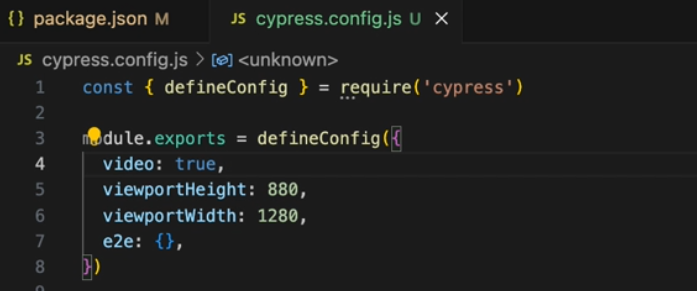 {} package.json M
JS cypress.config.js U ×
JS cypress.config.js > <unknown>
1 const { defineConfig } = require('cypress')
2
3 module.exports = defineConfig({
4 video: true,
5 viewportHeight: 880,
6 viewportWidth: 1280,
7 e2e: {},
8 })